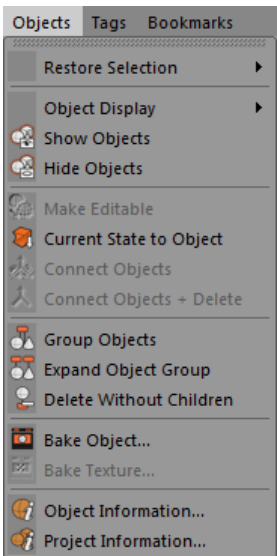 Objects Tags Bookmarks
Restore Selection
Object Display
Show Objects
Hide Objects
Make Editable
Current State to Object
Connect Objects
Connect Objects + Delete
Group Objects
Expand Object Group
Delete Without Children
Bake Object...
Bake Texture...
Object Information...
Project Information...